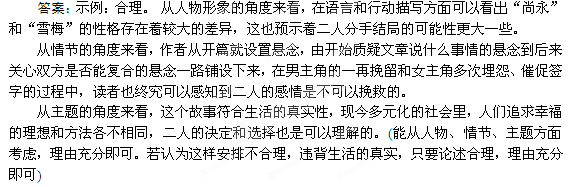 答案：示例：合理。 从人物形象的角度来看，在语言和行动描写方面可以看出“尚永”
和“雪梅”的性格存在着较大的差异，这也预示着二人分手结局的可能性更大一些。
从情节的角度来看，作者从开篇就设置悬念，由开始质疑文章说什么事情的悬念到后来
关心双方是否能复合的悬念一路铺设下来，在男主角的一再挽留和女主角多次埋怨、催促签
字的过程中，读者也终究可以感知到二人的感情是不可以挽救的。
从主题的角度来看，这个故事符合生活的真实性，现今多元化的社会里，人们追求幸福
的理想和方法各不相同，二人的决定和选择也是可以理解的。(能从人物、情节、主题方面
考虑，理由充分即可。若认为这样安排不合理，违背生活的真实，只要论述合理，理由充分
即可)